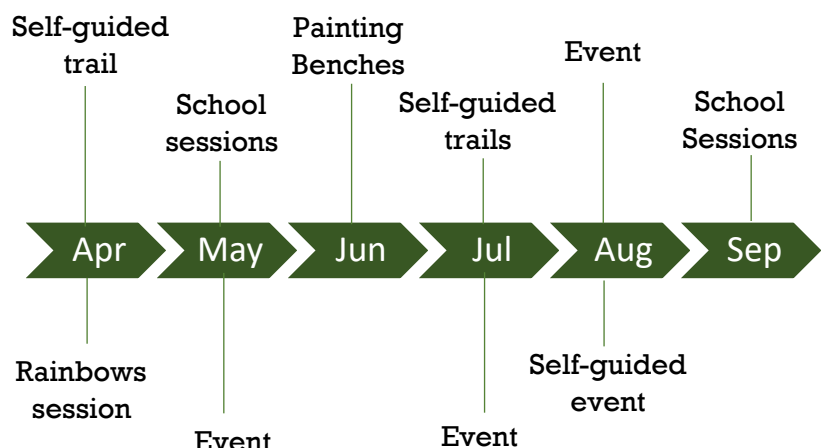 Self-guided
trail
Painting
Benches
Event
School
sessions
Self-guided
trails
School
Sessions
Apr
May
Jun
Jul
Aug
Sep
Rainbows
session
Event
Event
Self-guided
event